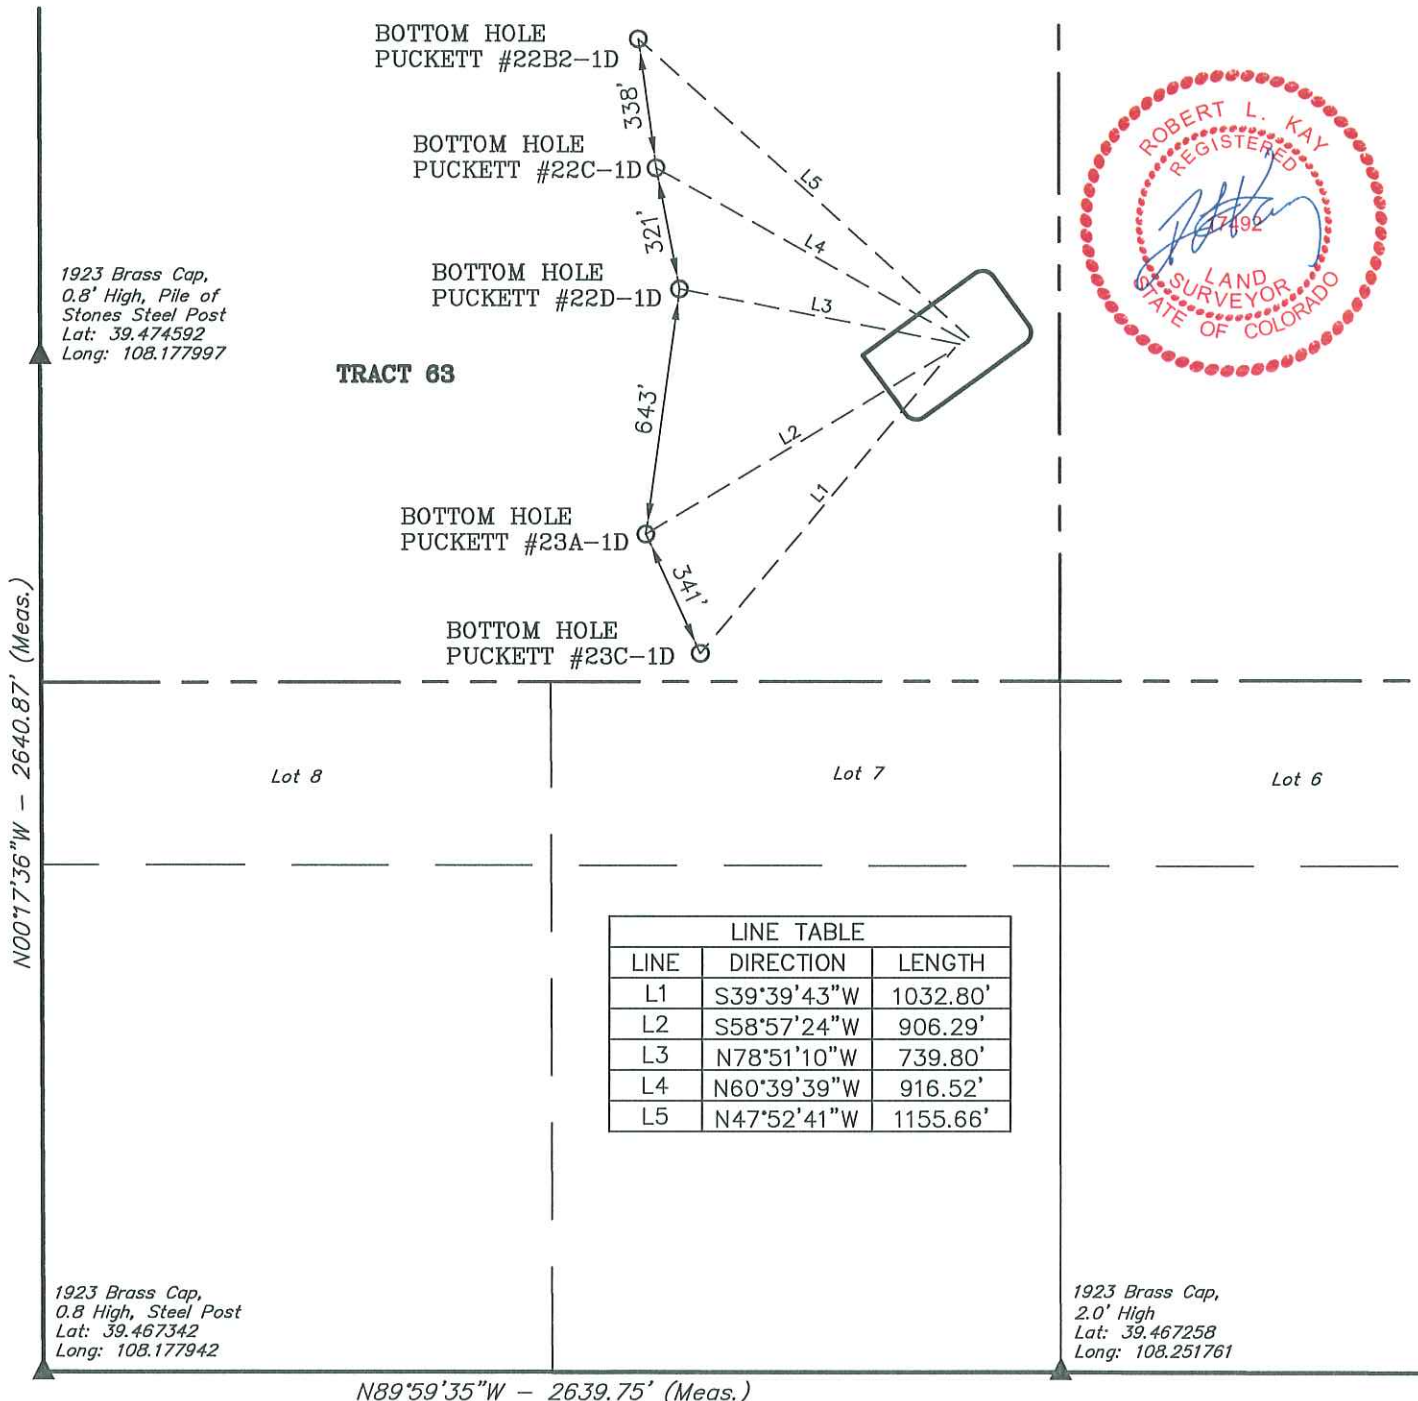 BOTTOM HOLE
PUCKETT #22B2-1D
338'
BOTTOM HOLE
PUCKETT #22C-1D
321'
BOTTOM HOLE
PUCKETT #22D-1D
643'
BOTTOM HOLE
PUCKETT #23A-1D
341'
BOTTOM HOLE
PUCKETT #23C-1D
L5
L4
L3
L2
L1
ROBERT L. KAY
REGISTERED
17492
LAND
SURVEYOR
STATE OF COLORADO
1923 Brass Cap,
0.8' High, Pile of
Stones Steel Post
Lat: 39.474592
Long: 108.177997
TRACT 63
N00°17'36"W - 2640.87' (Meas.)
Lot 8
Lot 7
Lot 6
LINE TABLE
LINE DIRECTION LENGTH
L1 S39°39'43"W 1032.80'
L2 S58°57'24"W 906.29'
L3 N78°51'10"W 739.80'
L4 N60°39'39"W 916.52'
L5 N47°52'41"W 1155.66'
1923 Brass Cap,
0.8 High, Steel Post
Lat: 39.467342
Long: 108.177942
1923 Brass Cap,
2.0' High
Lat: 39.467258
Long: 108.251761
N89°59'35"W - 2639.75' (Meas.)